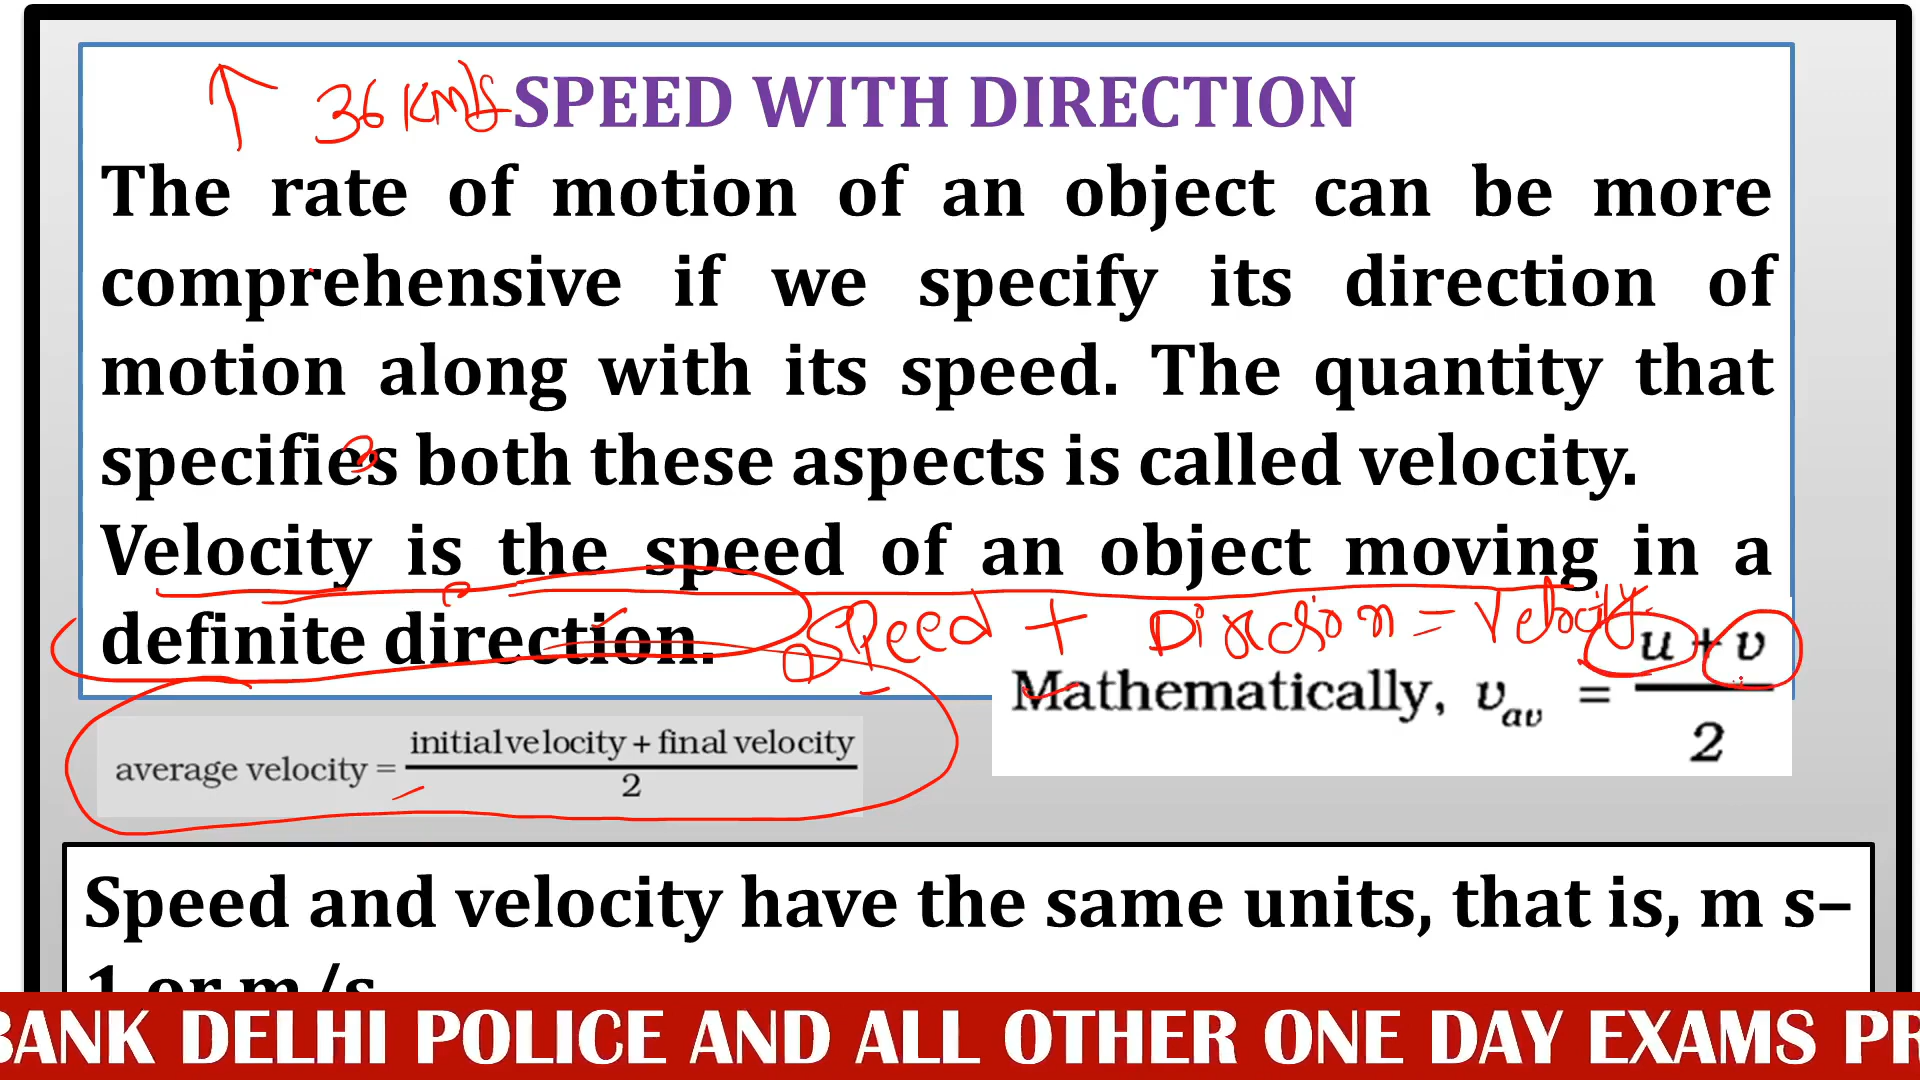 36 KM/
SPEED WITH DIRECTION
The rate of motion of an object can be more
comprehensive if we specify its direction of
motion along with its speed. The quantity that
specifies both these aspects is called velocity.
Velocity is the speed of an object moving in a
definite direction.
Speed + = Velocity
Mathematically, v_av = (u + v) / 2
average velocity = (initial velocity + final velocity) / 2
Speed and velocity have the same units, that is, m s–
1 or m/s
BANK DELHI POLICE AND ALL OTHER ONE DAY EXAMS PR